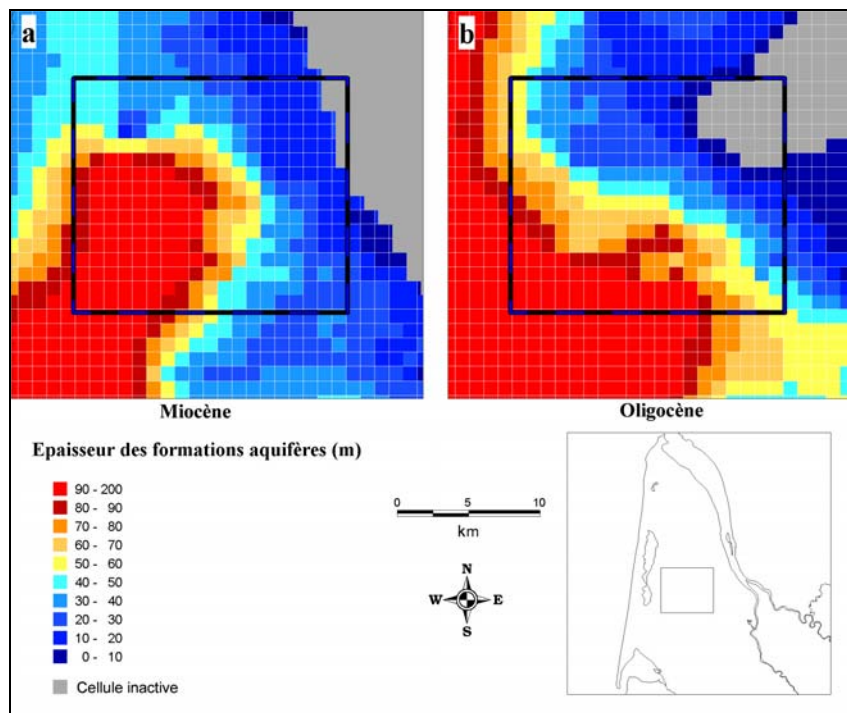 a
b
Miocène
Oligocène
Epaisseur des formations aquifères (m)
90 - 200
80 - 90
70 - 80
60 - 70
50 - 60
40 - 50
30 - 40
20 - 30
10 - 20
0 - 10
Cellule inactive
0 5 10
km
N
W E
S